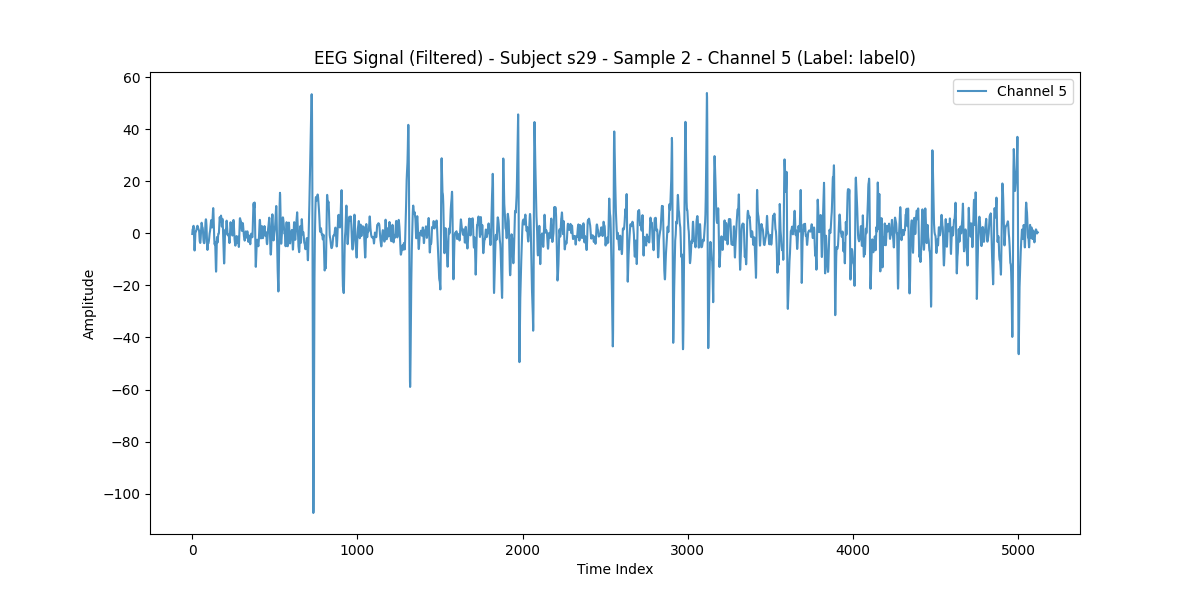 EEG Signal (Filtered) - Subject s29 - Sample 2 - Channel 5 (Label: label0)
Channel 5
60
40
20
0
−20
−40
−60
−80
−100
Amplitude
0 1000 2000 3000 4000 5000
Time Index